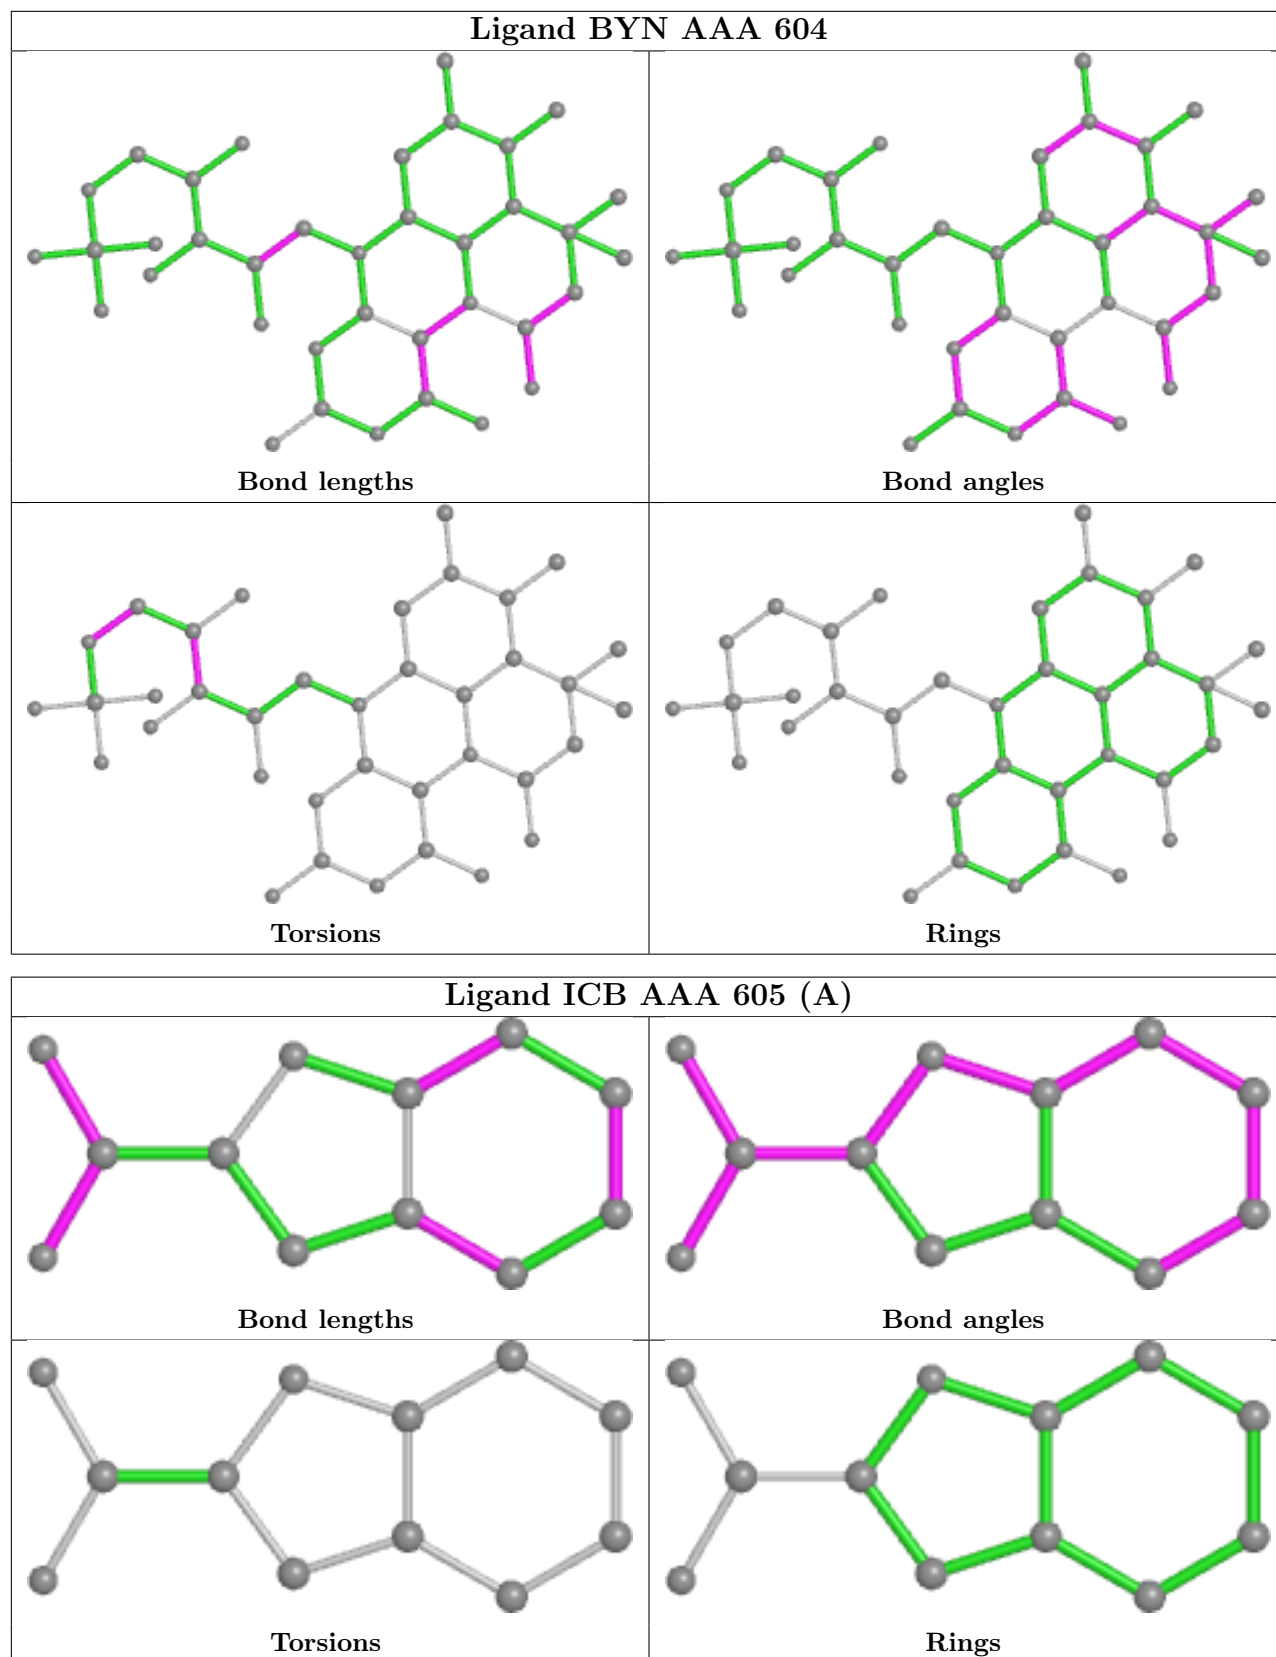 Ligand BYN AAA 604
Bond lengths
Bond angles
Torsions
Rings
Ligand ICB AAA 605 (A)
Bond lengths
Bond angles
Torsions
Rings